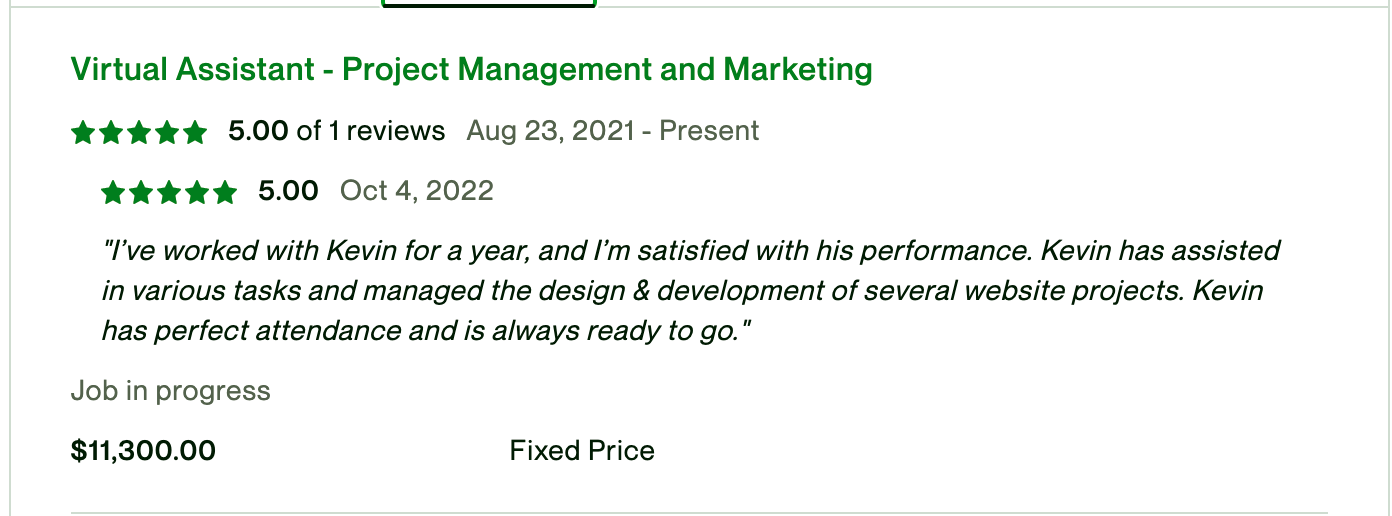 Virtual Assistant - Project Management and Marketing
5.00 of 1 reviews Aug 23, 2021 - Present
5.00 Oct 4, 2022
"I’ve worked with Kevin for a year, and I’m satisfied with his performance. Kevin has assisted
in various tasks and managed the design & development of several website projects. Kevin
has perfect attendance and is always ready to go."
Job in progress
$11,300.00 Fixed Price